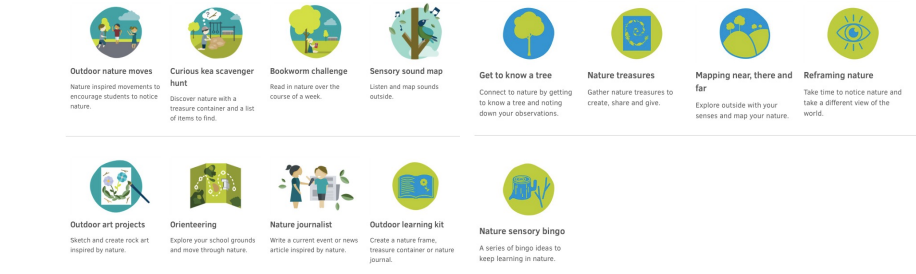 Outdoor nature moves
Nature inspired movements to
encourage students to notice
nature.
Curious kea scavenger
hunt
Discover nature with a
treasure container and a list
of items to find.
Bookworm challenge
Read in nature over the
course of a week.
Sensory sound map
Listen and map sounds
outside.
Get to know a tree
Connect to nature by getting
to know a tree and noting
down your observations.
Nature treasures
Gather nature treasures to
create, share and give.
Mapping near, there and
far
Explore outside with your
senses and map your nature.
Reframing nature
Take time to notice nature and
take a different view of the
world.
Outdoor art projects
Sketch and create rock art
inspired by nature.
Orienteering
Explore your school grounds
and move through nature.
Nature journalist
Write a current event or news
article inspired by nature.
Outdoor learning kit
Create a nature frame,
treasure container or nature
journal.
Nature sensory bingo
A series of bingo ideas to
keep learning in nature.